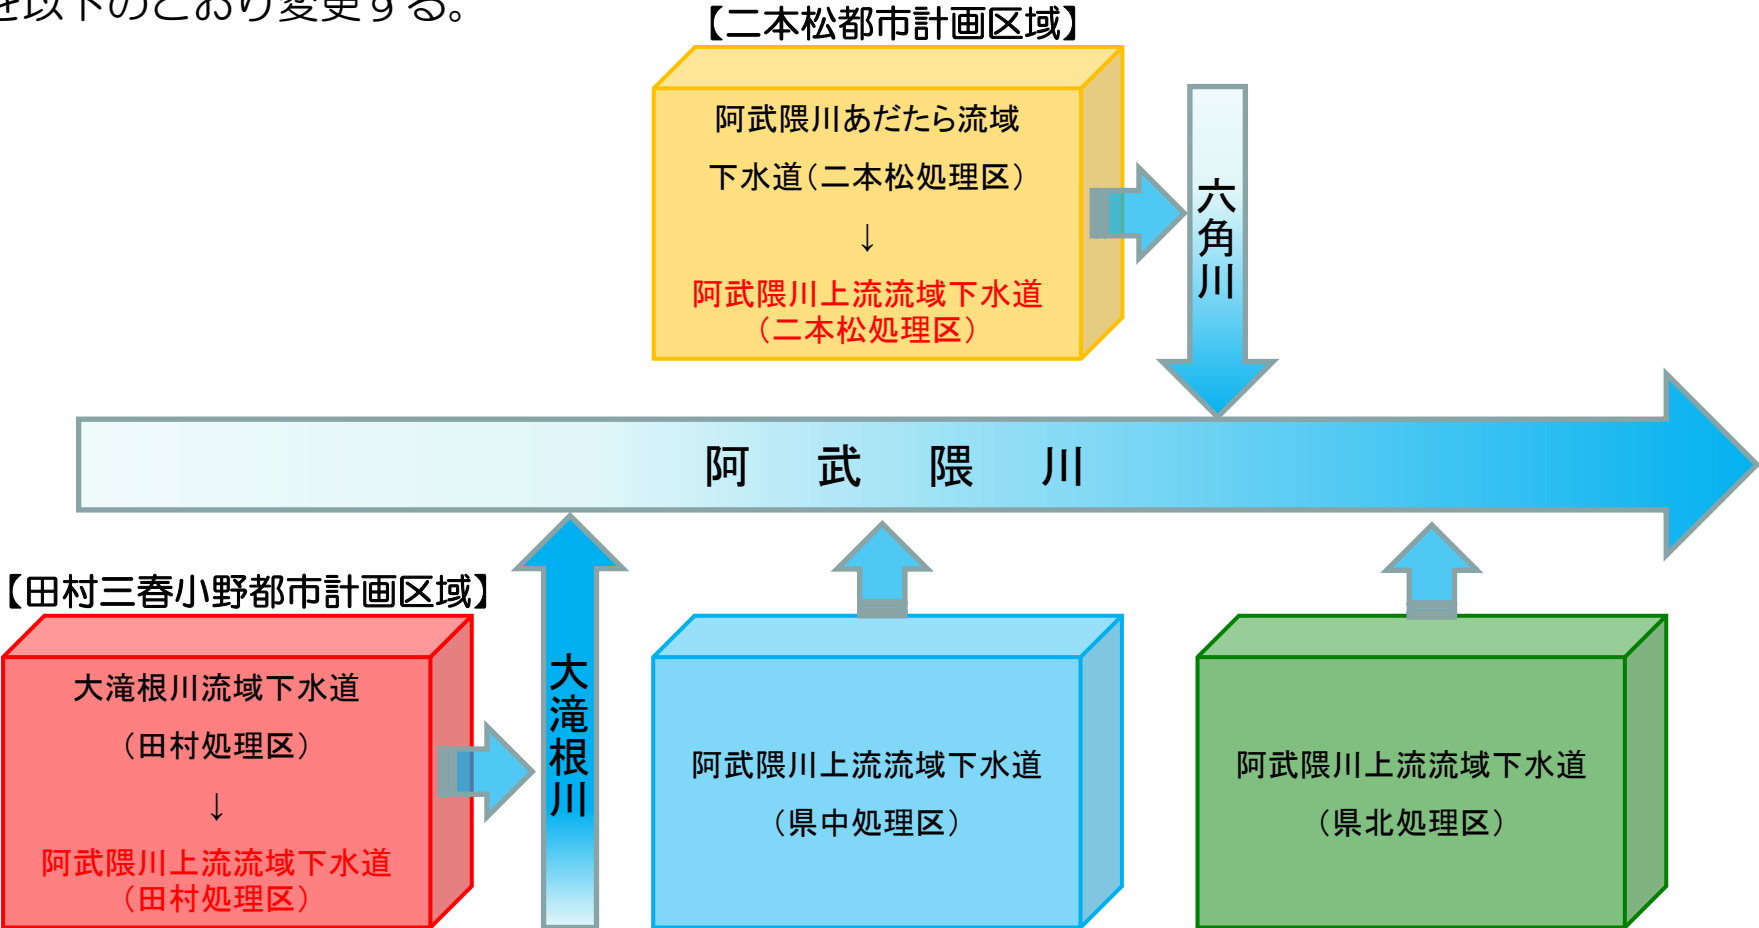 を以下のとおり変更する。
【二本松都市計画区域】
阿武隈川あだたら流域
下水道（二本松処理区）
↓
阿武隈川上流流域下水道
（二本松処理区）
六角川
阿武隈川
【田村三春小野都市計画区域】
大滝根川流域下水道
（田村処理区）
↓
阿武隈川上流流域下水道
（田村処理区）
大滝根川
阿武隈川上流流域下水道
（県中処理区）
阿武隈川上流流域下水道
（県北処理区）